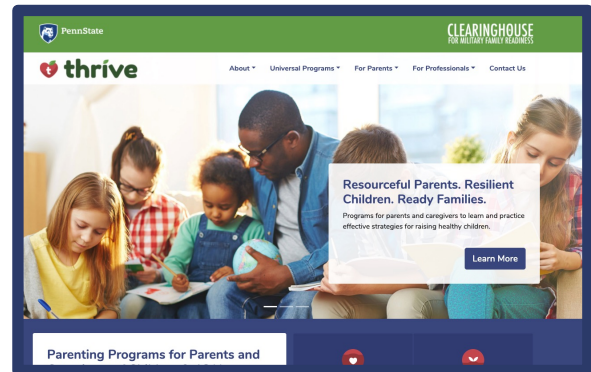 PennState
CLEARINGHOUSE
FOR MILITARY FAMILY READINESS
t thrive
About Universal Programs For Parents For Professionals Contact Us
Resourceful Parents. Resilient
Children. Ready Families.
Programs for parents and caregivers to learn and practice
effective strategies for raising healthy children.
Learn More
Parenting Programs for Parents and